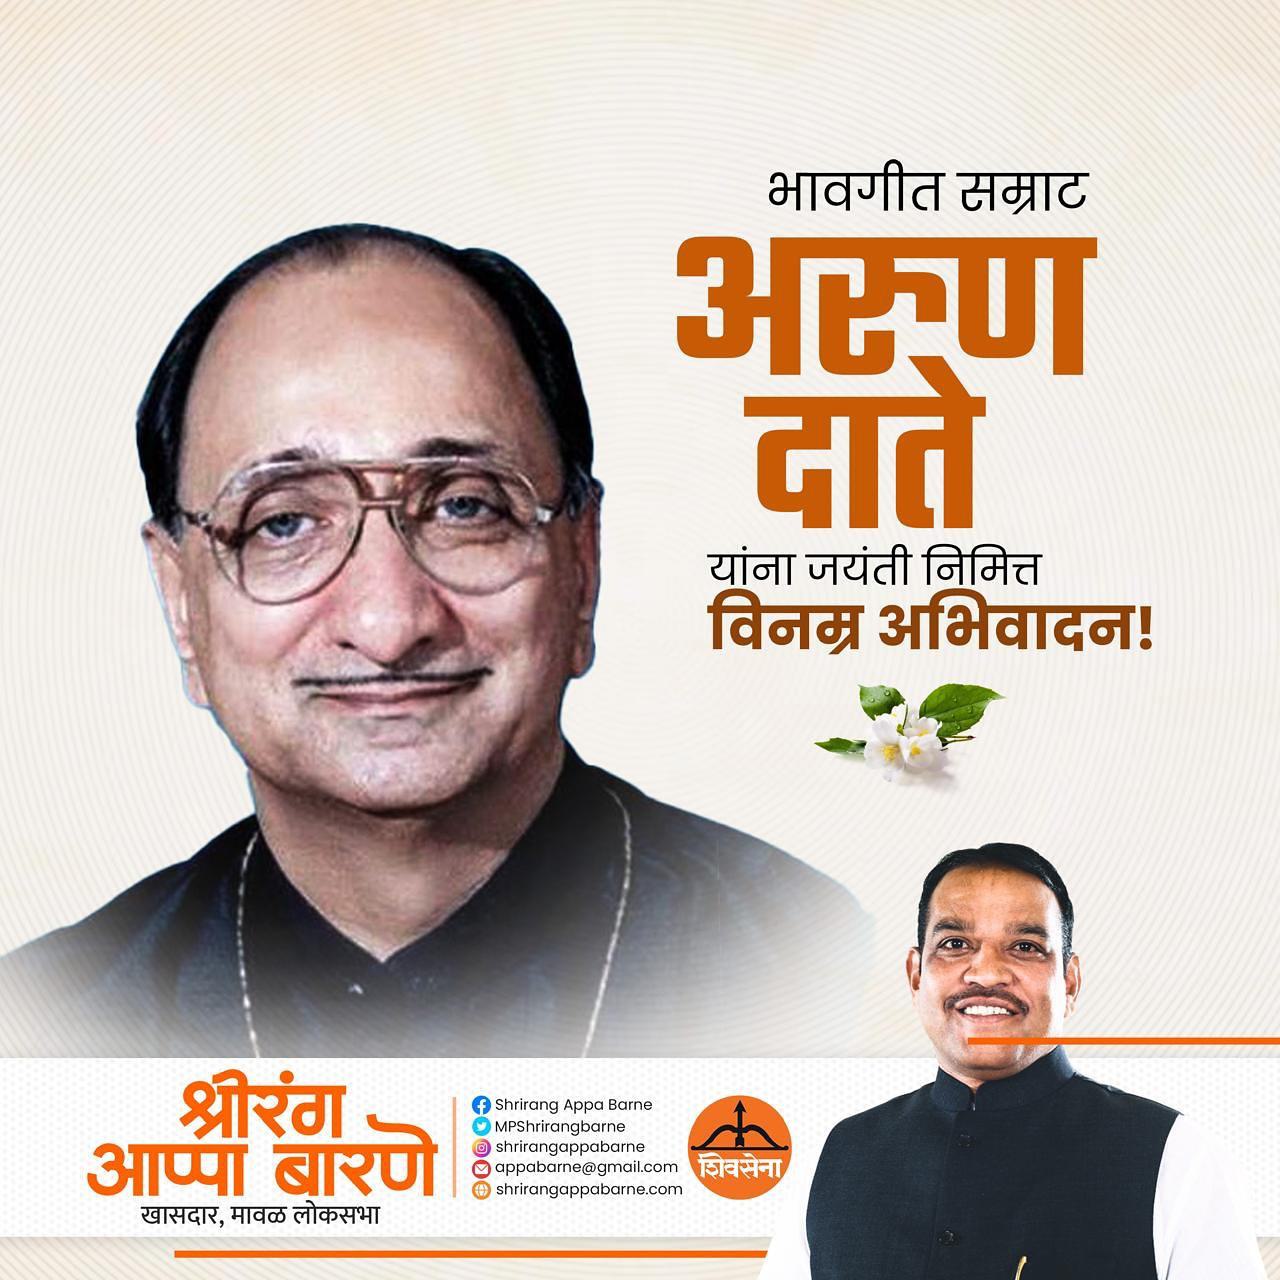 भावगीत सम्राट
अरुण
दाते
यांना जयंती निमित्त
विनम्र अभिवादन!
श्रीरंग
आप्पा बारणे
खासदार, मावळ लोकसभा
Shrirang Appa Barne
MPShrirangbarne
shrirangappabarne
appabarne@gmail.com
shrirangappabarne.com
शिवसेना